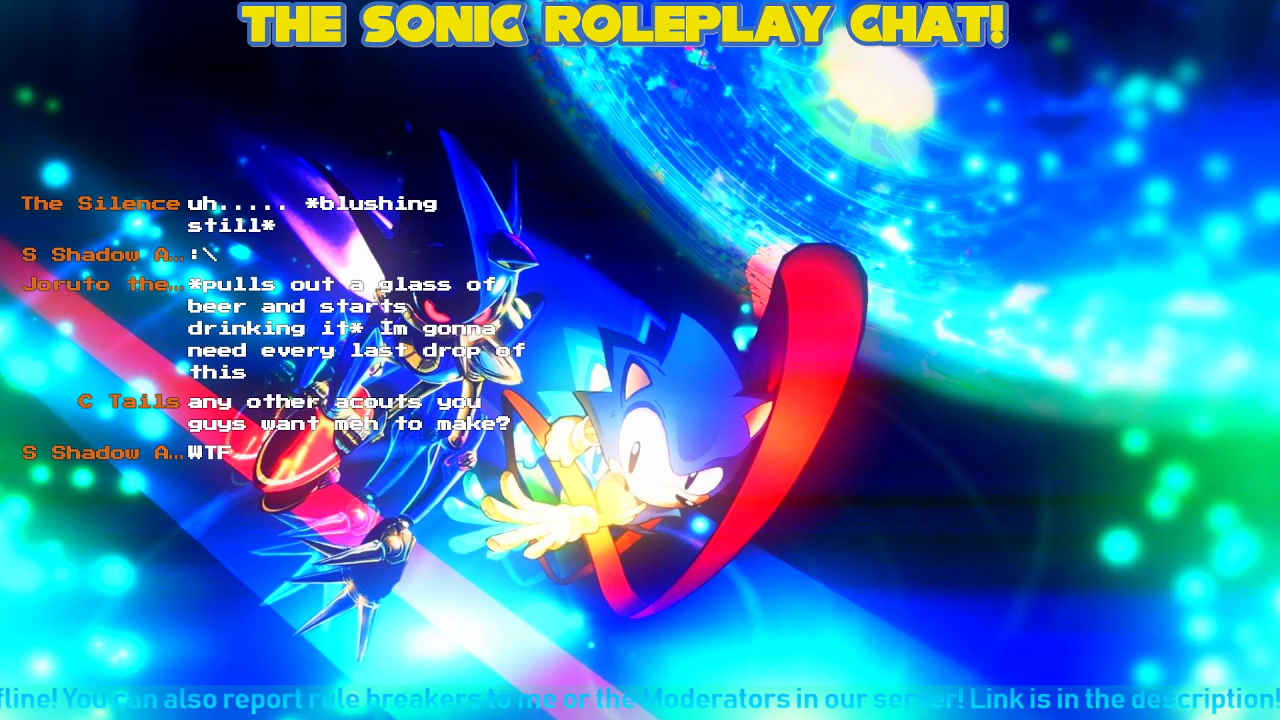 THE SONIC ROLEPLAY CHAT!
The Silence uh..... *blushing
still*
S Shadow A... :\
Joruto the... *pulls out a glass of
beer and starts
drinking it* Im gonna
need every last drop of
this
C Tails any other acouts you
guys want meh to make?
S Shadow A... WTF
fline! You can also report rule breakers to me or the Moderators in our server! Link is in the description!